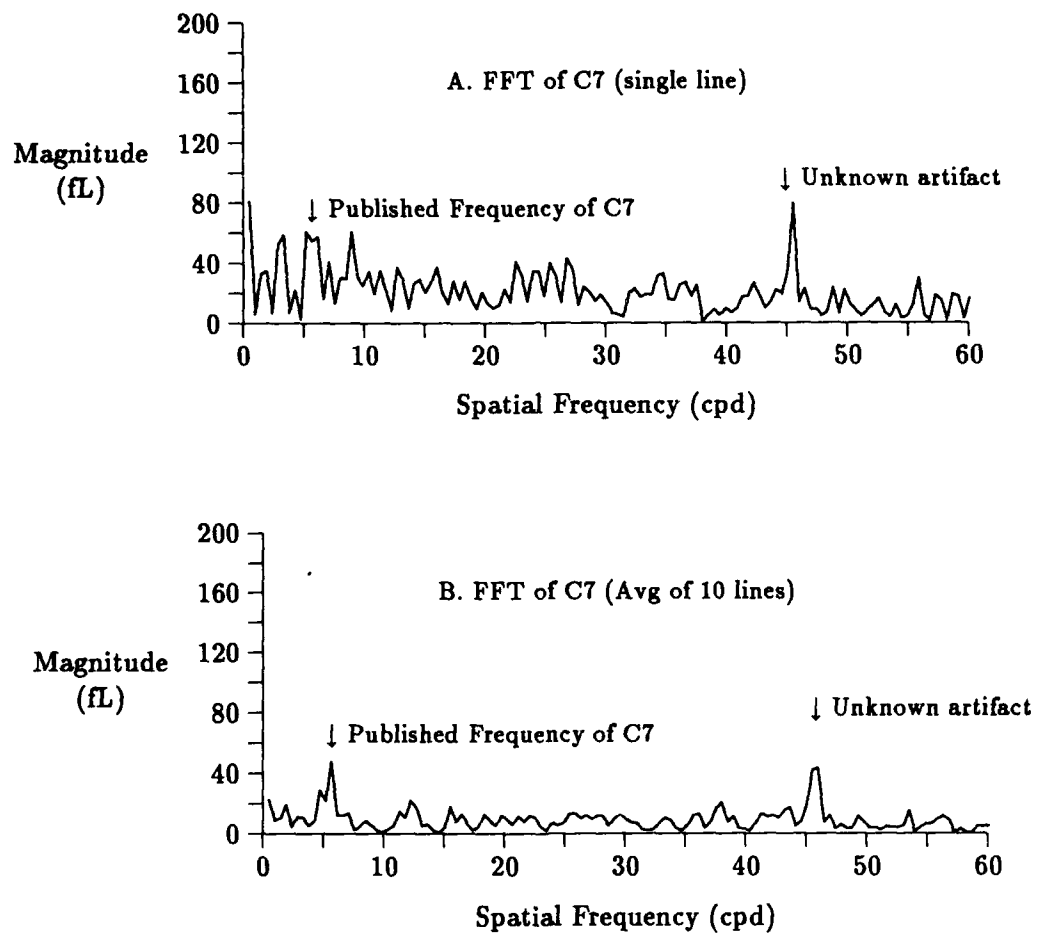 200
A. FFT of C7 (single line)
160
120
Magnitude
(fL)
↓ Unknown artifact
80
↓ Published Frequency of C7
40
0
0 10 20 30 40 50 60
Spatial Frequency (cpd)
200
B. FFT of C7 (Avg of 10 lines)
160
120
Magnitude
(fL)
80
↓ Unknown artifact
↓ Published Frequency of C7
40
0
0 10 20 30 40 50 60
Spatial Frequency (cpd)